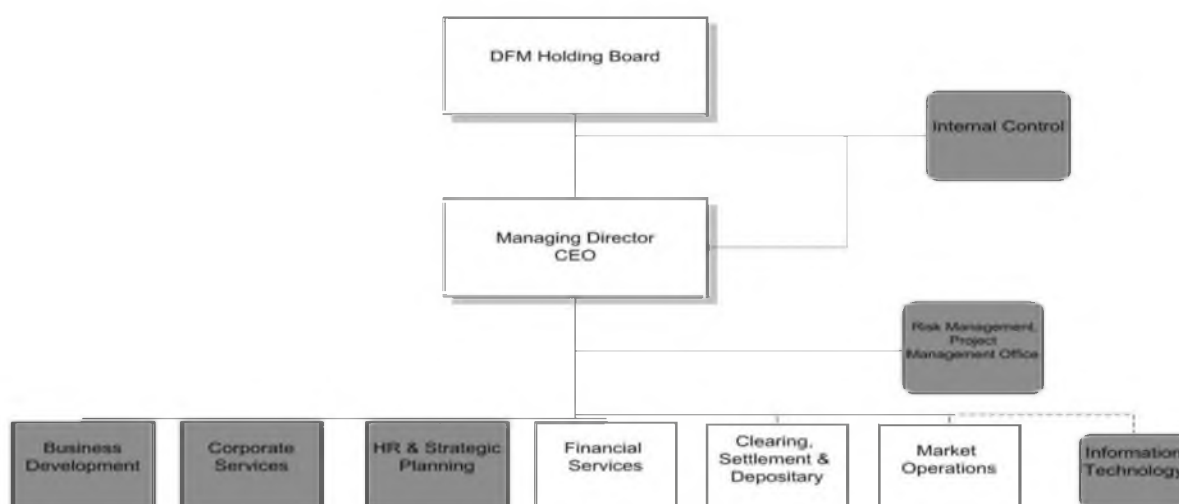 DFM Holding Board
Internal Control
Managing Director
CEO
Risk Management,
Project
Management Office
Business
Development
Corporate
Services
HR & Strategic
Planning
Financial
Services
Clearing,
Settlement &
Depositary
Market
Operations
Information
Technology